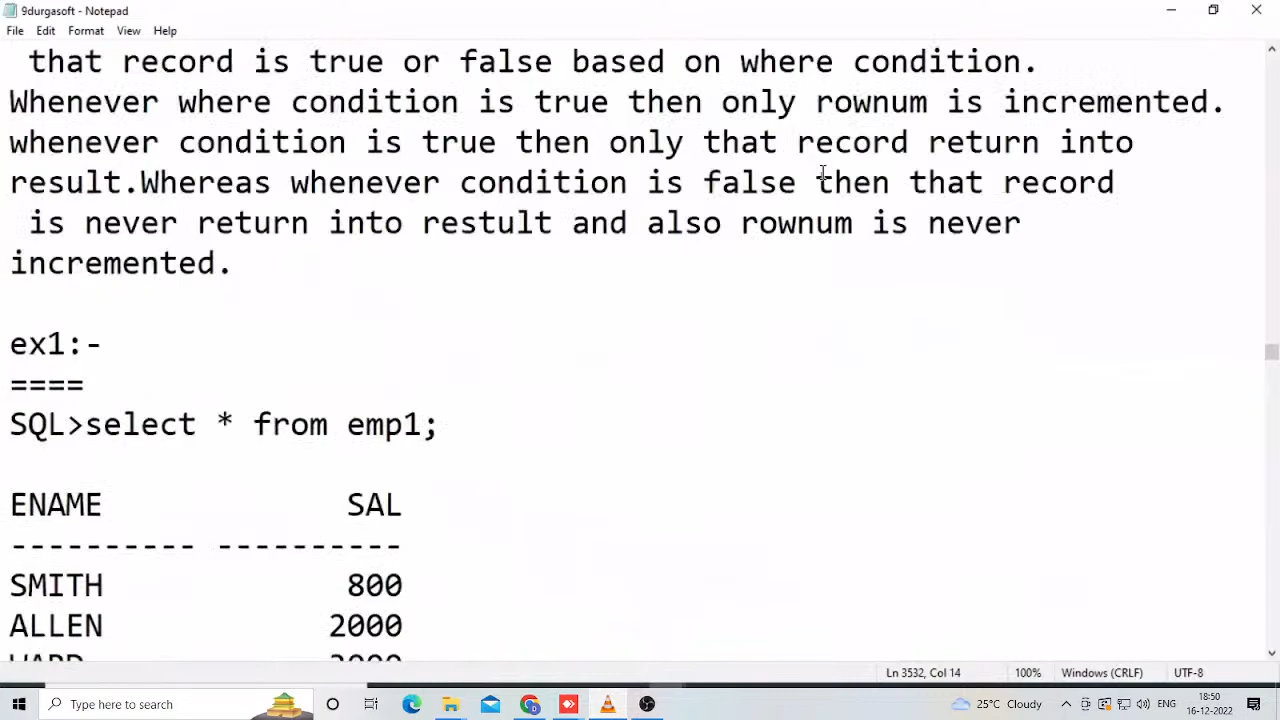 9durgasoft - Notepad
File Edit Format View Help
that record is true or false based on where condition.
Whenever where condition is true then only rownum is incremented.
whenever condition is true then only that record return into
result.Whereas whenever condition is false then that record
is never return into restult and also rownum is never
incremented.
ex1:-
====
SQL>select * from emp1;
ENAME SAL
---------- ----------
SMITH 800
ALLEN 2000
Ln 3532, Col 14 100% Windows (CRLF) UTF-8
Type here to search
25°C Cloudy
ENG
18:50
16-12-2022